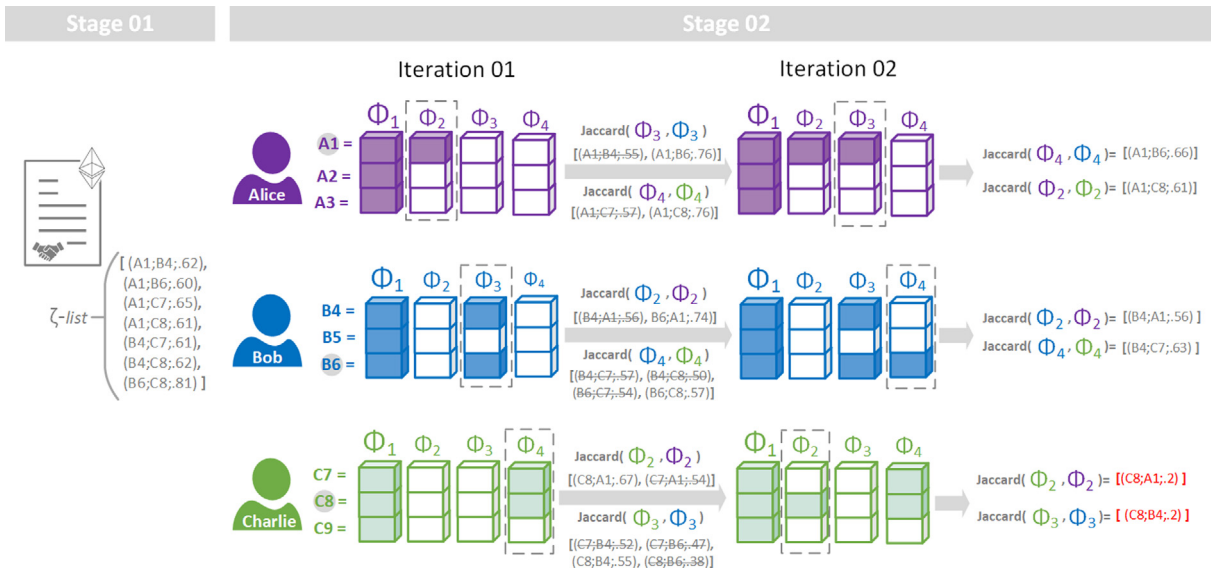 Stage 01
Stage 02
Iteration 01
Iteration 02
ζ-list
[ (A1;B4;.62),
(A1;B6;.60),
(A1;C7;.65),
(A1;C8;.61),
(B4;C7;.61),
(B4;C8;.62),
(B6;C8;.81) ]
Alice
A1 =
A2 =
A3 =
Φ1 Φ2 Φ3 Φ4
Jaccard( Φ3 , Φ3 )
[(A1;B4;.55), (A1;B6,.76)]
Jaccard( Φ4 , Φ4 )
[(A1;C7;.57), (A1;C8,.76)]
Φ1 Φ2 Φ3 Φ4
Jaccard( Φ4 , Φ4 )= [(A1;B6;.66)]
Jaccard( Φ2 , Φ2 )= [(A1;C8,.61)]
Bob
B4 =
B5 =
B6 =
Φ1 Φ2 Φ3 Φ4
Jaccard( Φ2 , Φ2 )
[(B4;A1;.56), B6;A1;.74)]
Jaccard( Φ4 , Φ4 )
[(B4;C7;.57), (B4;C8;.50),
(B6;C7;.54), (B6;C8;.57)]
Φ1 Φ2 Φ3 Φ4
Jaccard( Φ2 , Φ2 )= [(B4;A1;.56)]
Jaccard( Φ4 , Φ4 )= [(B4;C7;.63) ]
Charlie
C7 =
C8 =
C9 =
Φ1 Φ2 Φ3 Φ4
Jaccard( Φ2 , Φ2 )
[(C8;A1;.67), (C7;A1;.54)]
Jaccard( Φ3 , Φ3 )
[(C7;B4;.52), (C7;B6;.47),
(C8;B4;.55), (C8;B6;.38)]
Φ1 Φ2 Φ3 Φ4
Jaccard( Φ2 , Φ2 )= [(C8;A1;.2) ]
Jaccard( Φ3 , Φ3 )= [ (C8;B4;.2) ]